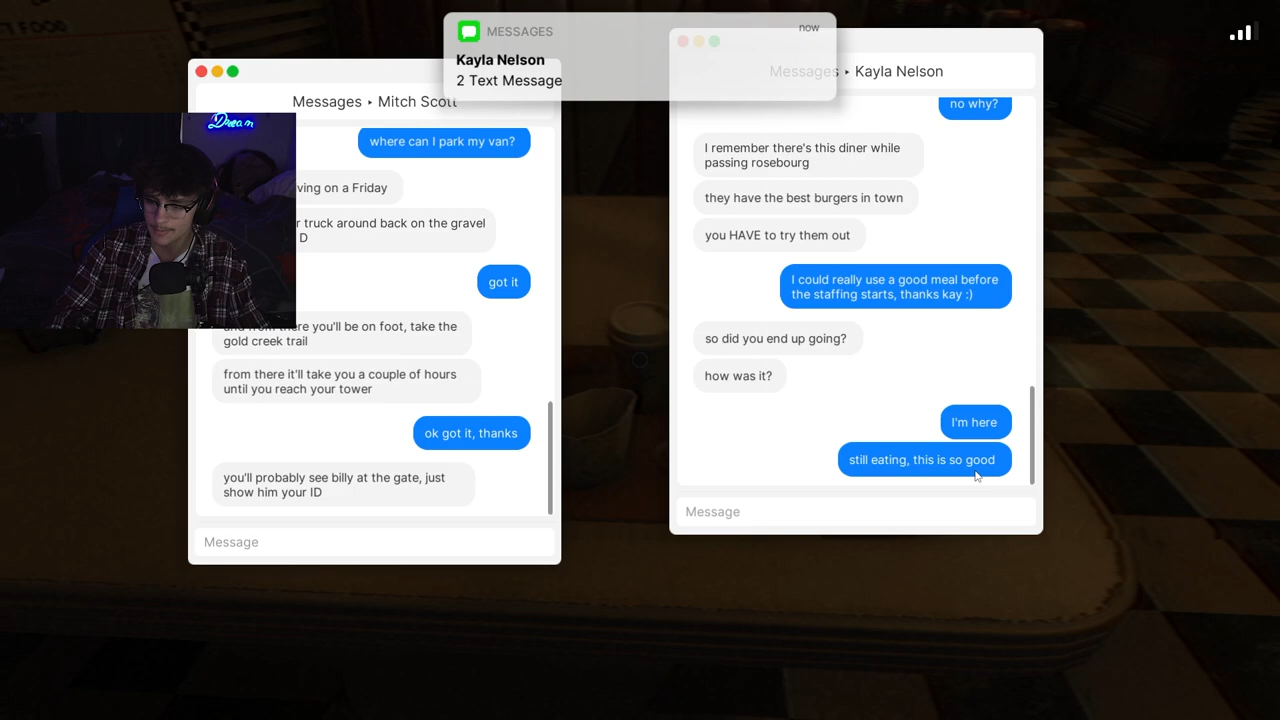 MESSAGES
now
Kayla Nelson
2 Text Message
Messages ‣ Mitch Scott
where can I park my van?
ving on a Friday
r truck around back on the gravel
D
got it
and from there you'll be on foot, take the
gold creek trail
from there it'll take you a couple of hours
until you reach your tower
ok got it, thanks
you'll probably see billy at the gate, just
show him your ID
Message
Messages ‣ Kayla Nelson
no why?
I remember there's this diner while
passing rosebourg
they have the best burgers in town
you HAVE to try them out
I could really use a good meal before
the staffing starts, thanks kay :)
so did you end up going?
how was it?
I'm here
still eating, this is so good
Message
Dream